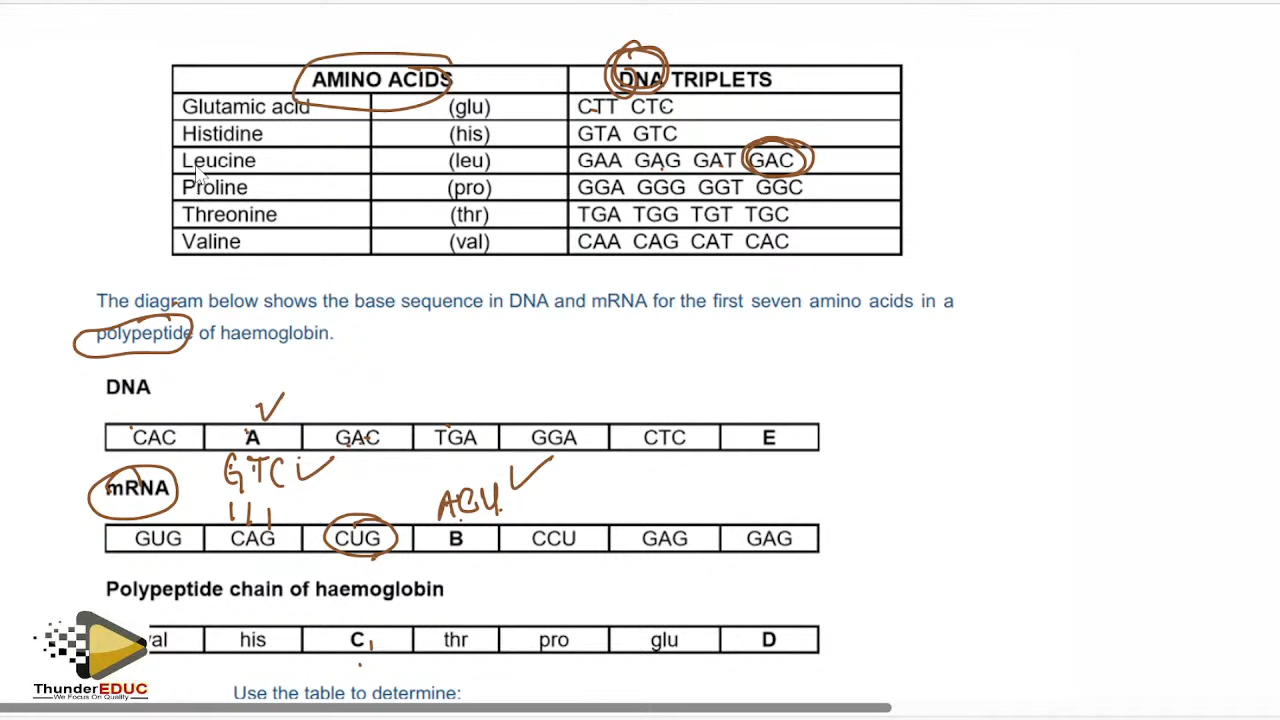 AMINO ACIDS DNA TRIPLETS
Glutamic acid (glu) CTT CTC
Histidine (his) GTA GTC
Leucine (leu) GAA GAG GAT GAC
Proline (pro) GGA GGG GGT GGC
Threonine (thr) TGA TGG TGT TGC
Valine (val) CAA CAG CAT CAC
The diagram below shows the base sequence in DNA and mRNA for the first seven amino acids in a
polypeptide of haemoglobin.
DNA
CAC A GAC TGA GGA CTC E
GTC
mRNA
GUG CAG CUG B CCU GAG GAG
Polypeptide chain of haemoglobin
val his C thr pro glu D
ThunderEDUC
We Focus On Quality
Use the table to determine: